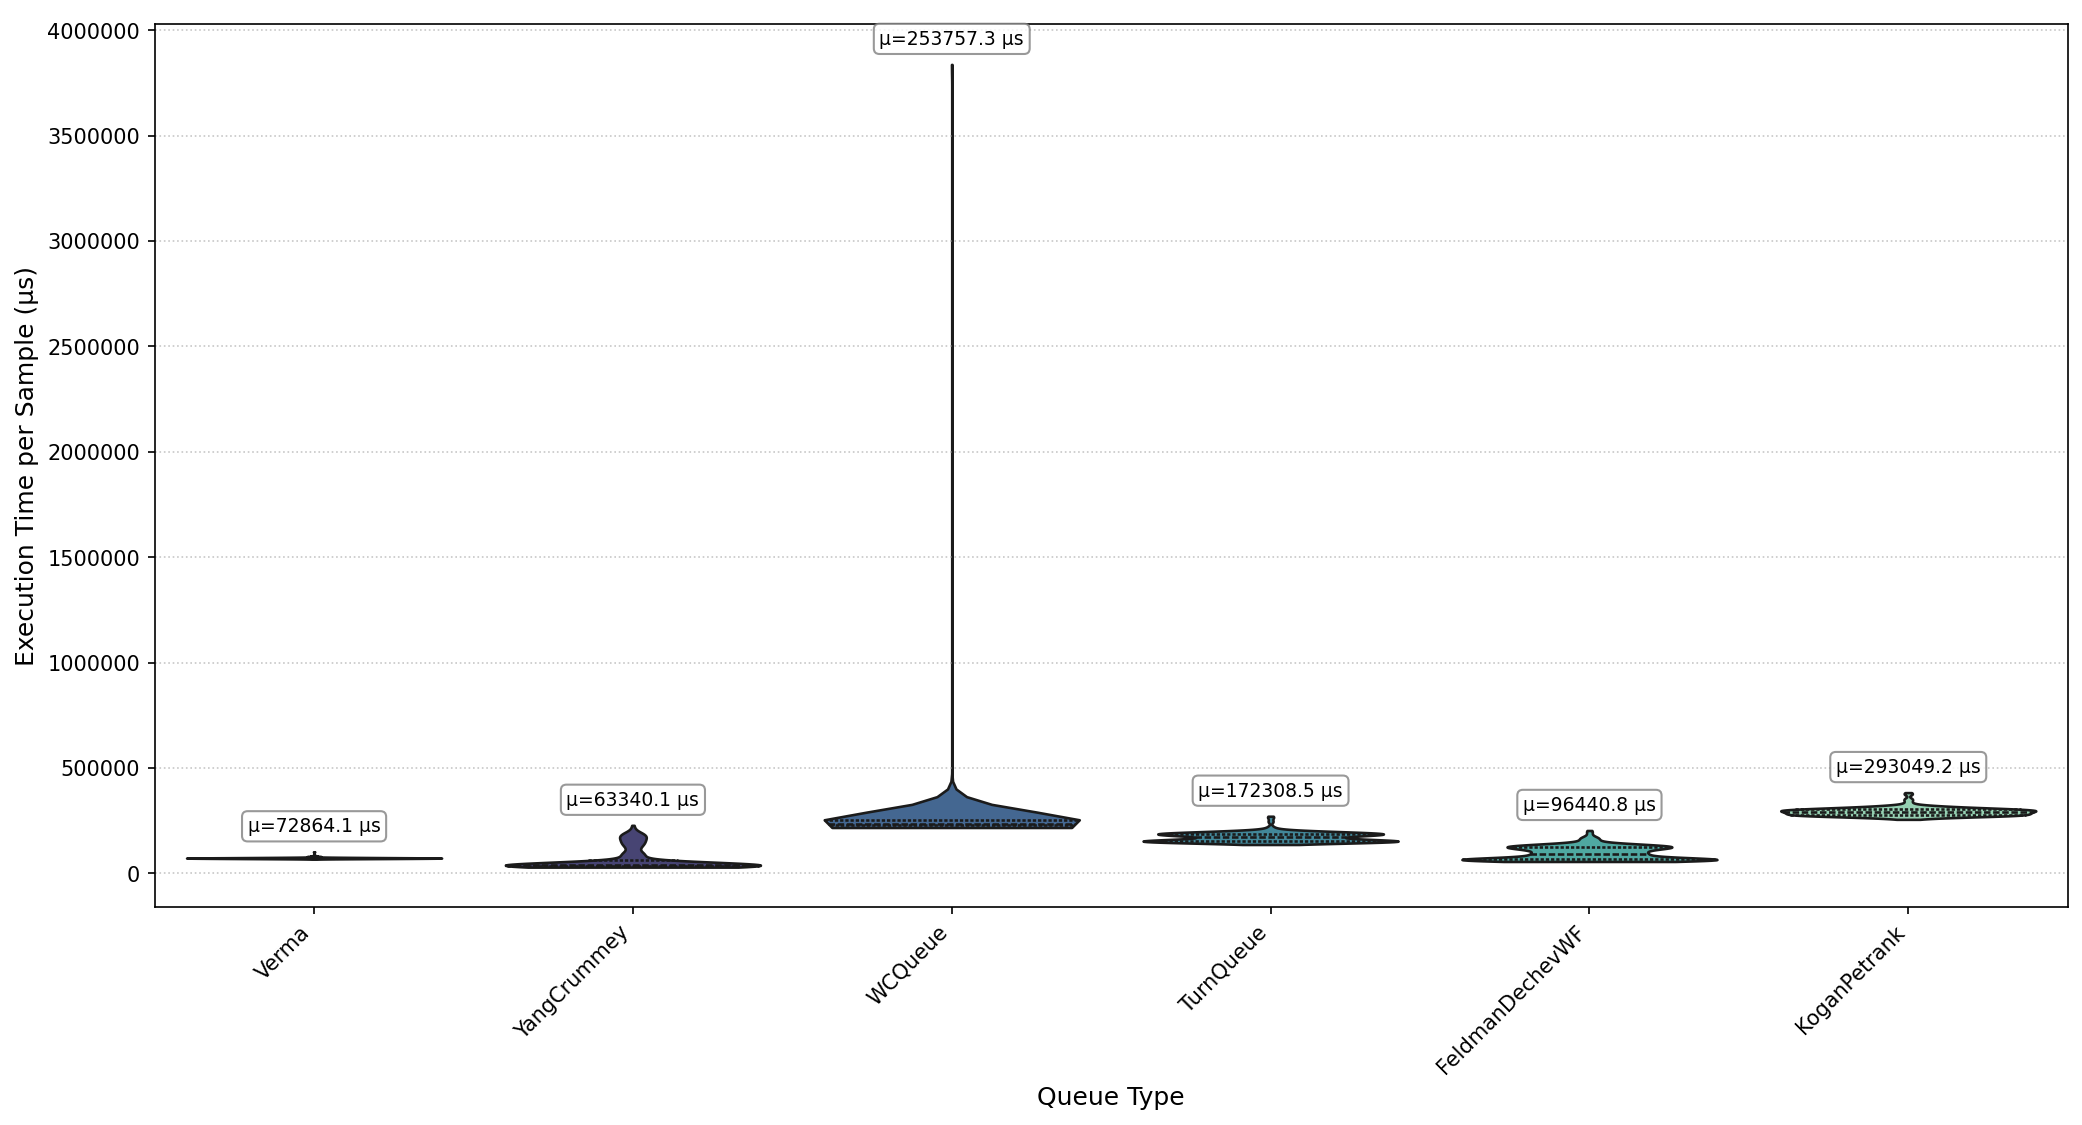 4000000
3500000
3000000
2500000
2000000
1500000
1000000
500000
0
Execution Time per Sample (µs)
µ=72864.1 µs
µ=63340.1 µs
µ=253757.3 µs
µ=172308.5 µs
µ=96440.8 µs
µ=293049.2 µs
Verma
YangCrummey
WCQueue
TurnQueue
FeldmanDechevWF
KoganPetrank
Queue Type